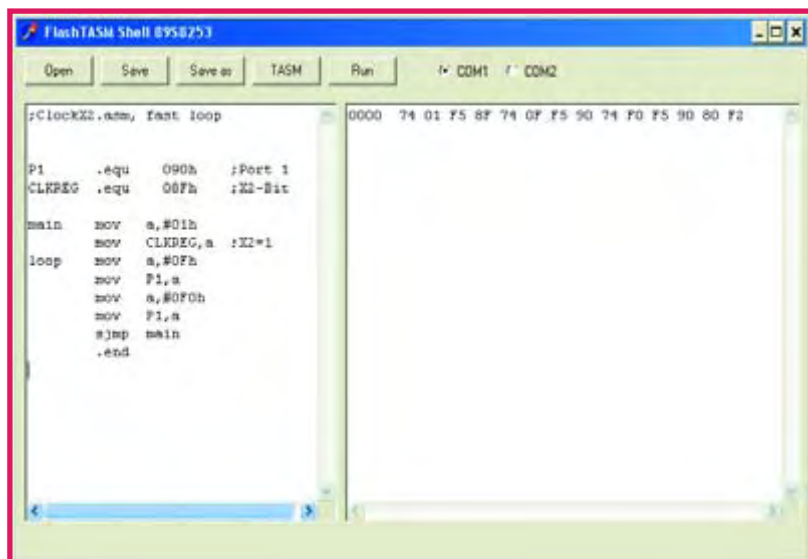 FlashTASM Shell 89S8253
Open Save Save as TASM Run COM1 COM2
;ClockX2.asm, fast loop
P1 .equ 090h ;Port 1
CLKREG .equ 08Fh ;X2-Bit
main mov a,#01h
mov CLKREG,a ;X2=1
loop mov a,#0Fh
mov P1,a
mov a,#0F0h
mov P1,a
sjmp main
.end
0000 74 01 F5 8F 74 0F F5 90 74 F0 F5 90 80 F2